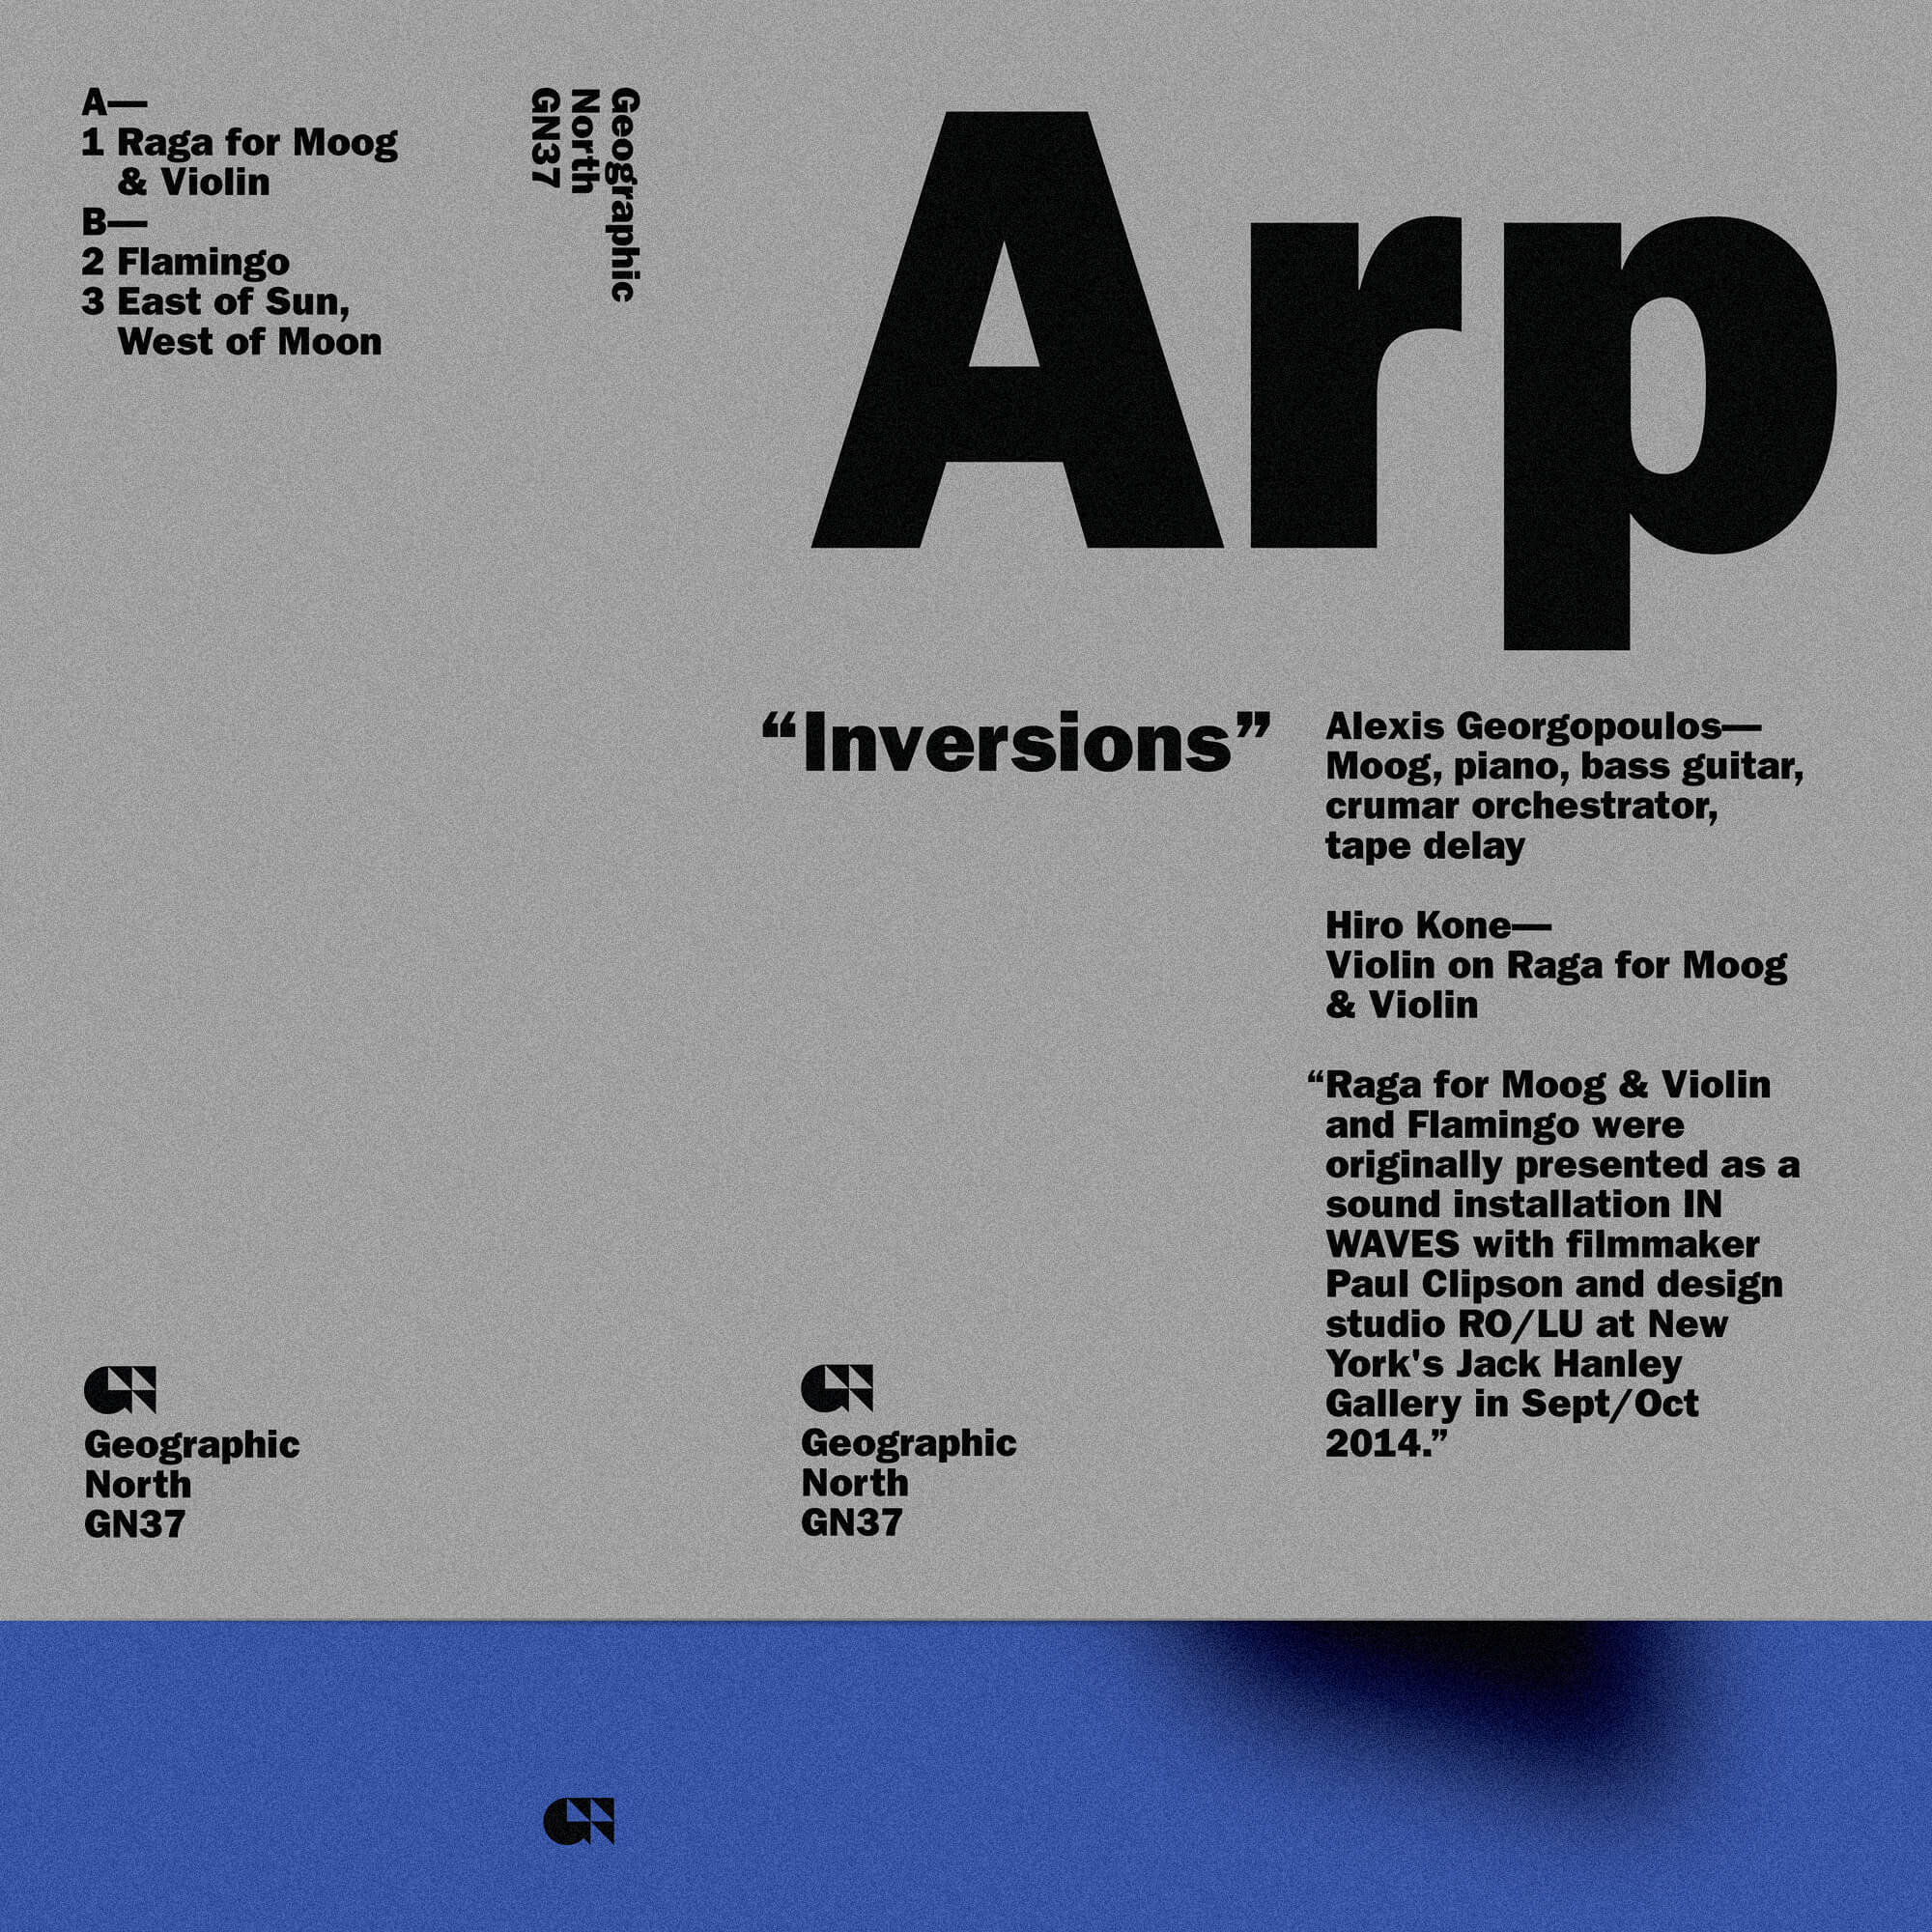 A—
1 Raga for Moog
& Violin
B—
2 Flamingo
3 East of Sun,
West of Moon
Geographic
North
GN37
Arp
“Inversions”
Alexis Georgopoulos—
Moog, piano, bass guitar,
crumar orchestrator,
tape delay
Hiro Kone—
Violin on Raga for Moog
& Violin
“Raga for Moog & Violin
and Flamingo were
originally presented as a
sound installation IN
WAVES with filmmaker
Paul Clipson and design
studio RO/LU at New
York's Jack Hanley
Gallery in Sept/Oct
2014.”
Geographic
North
GN37
Geographic
North
GN37